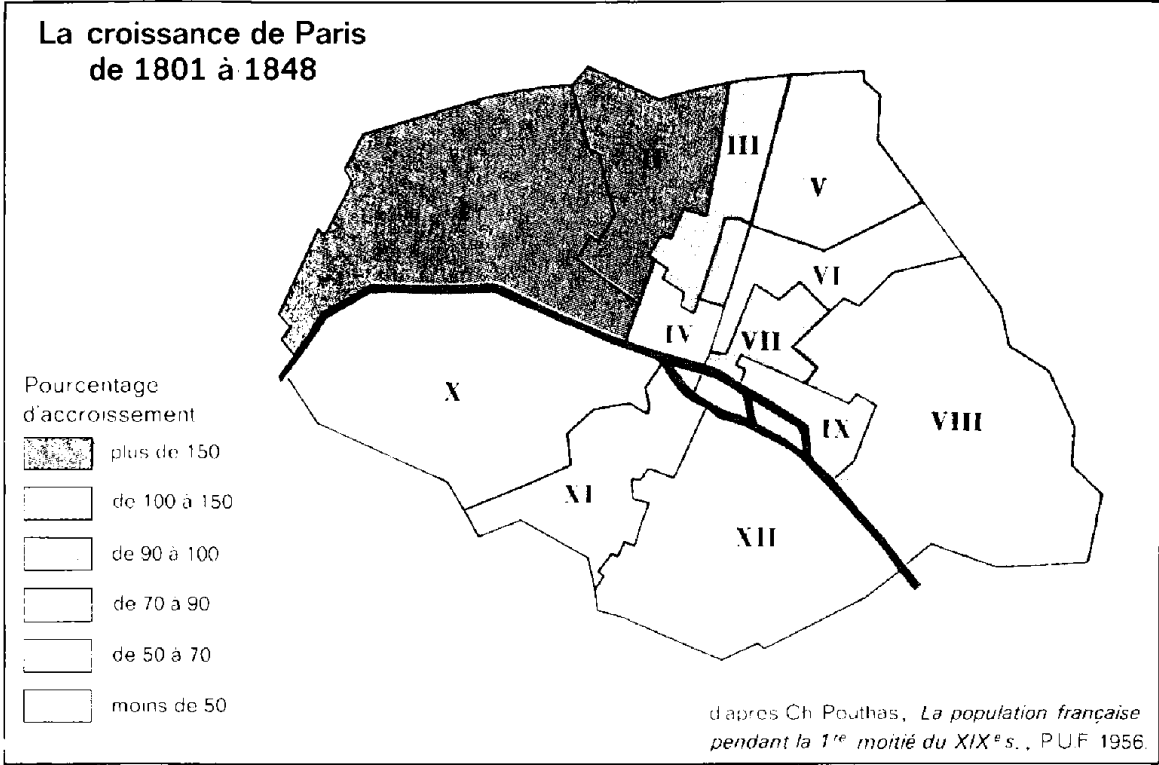 La croissance de Paris
de 1801 à 1848
II
III
V
VI
IV
VII
X
IX
VIII
XI
XII
Pourcentage
d'accroissement
plus de 150
de 100 à 150
de 90 à 100
de 70 à 90
de 50 à 70
moins de 50
d'après Ch Pouthas, La population française
pendant la 1re moitié du XIXe s., P.U.F 1956.